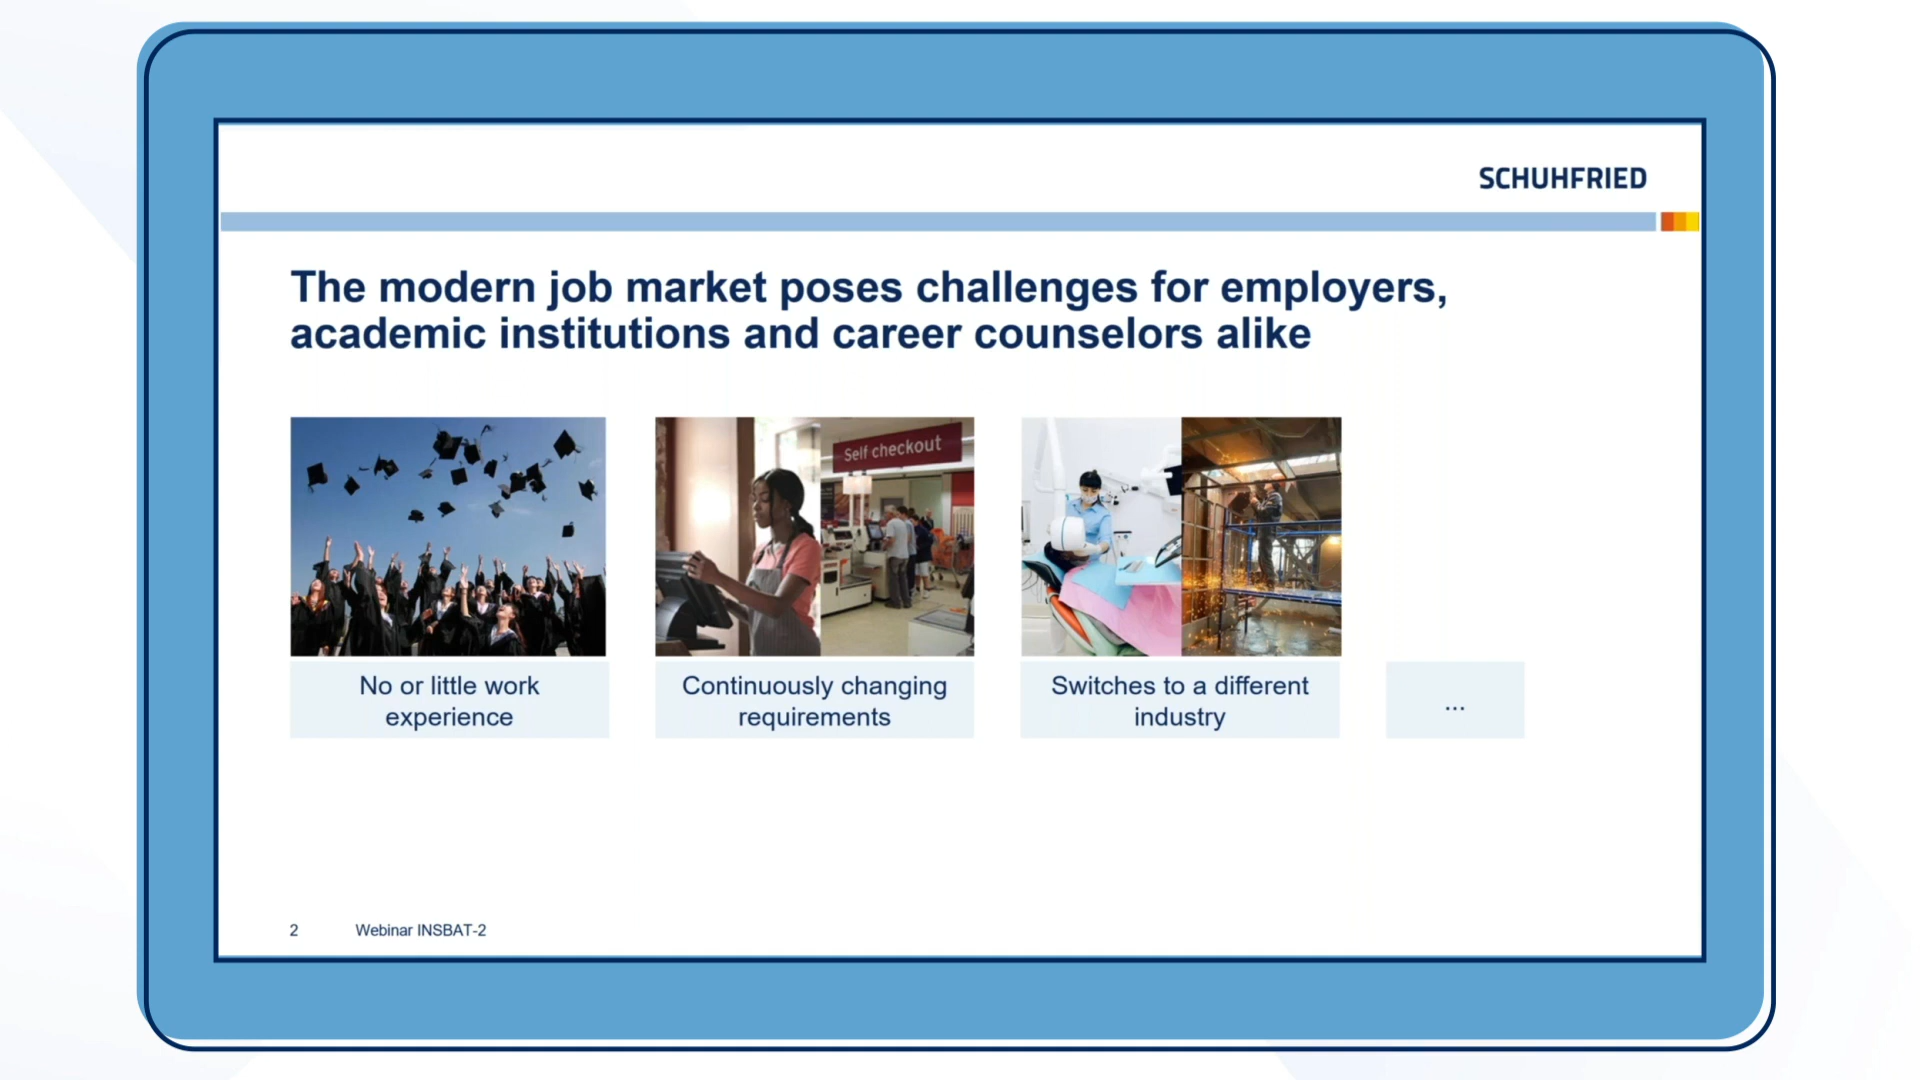 SCHUHFRIED
The modern job market poses challenges for employers,
academic institutions and career counselors alike
Self checkout
No or little work
experience
Continuously changing
requirements
Switches to a different
industry
...
2 Webinar INSBAT-2